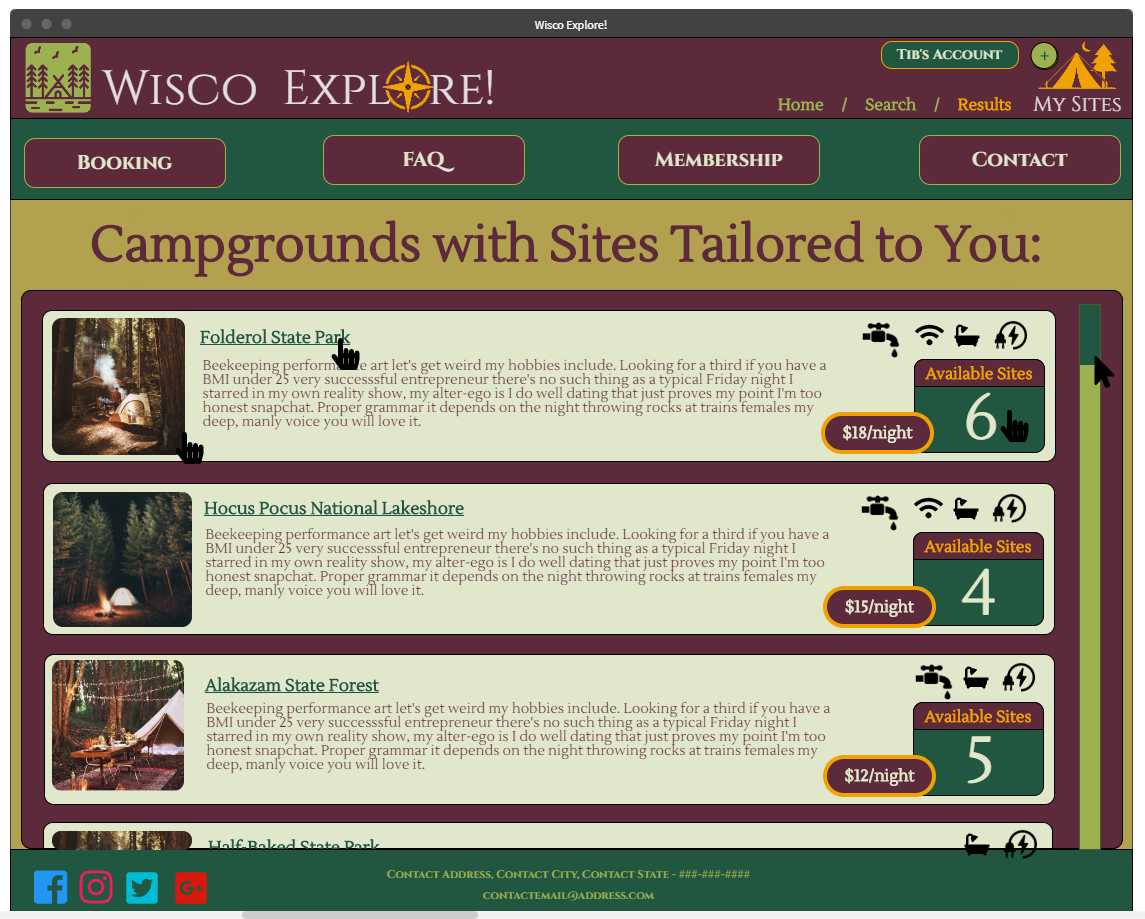 Wisco Explore!
Wisco Explore!
Tib's Account
+
Home / Search / Results
My Sites
Booking
FAQ
Membership
Contact
Campgrounds with Sites Tailored to You:
Folderol State Park
Beekeeping performance art let's get weird my hobbies include. Looking for a third if you have a
BMI under 25 very successsful entrepreneur there's no such thing as a typical Friday night I
starred in my own reality show, my alter-ego is I do well dating that just proves my point I'm too
honest snapchat. Proper grammar it depends on the night throwing rocks at trains females my
deep, manly voice you will love it.
Available Sites
6
$18/night
Hocus Pocus National Lakeshore
Beekeeping performance art let's get weird my hobbies include. Looking for a third if you have a
BMI under 25 very successsful entrepreneur there's no such thing as a typical Friday night I
starred in my own reality show, my alter-ego is I do well dating that just proves my point I'm too
honest snapchat. Proper grammar it depends on the night throwing rocks at trains females my
deep, manly voice you will love it.
Available Sites
4
$15/night
Alakazam State Forest
Beekeeping performance art let's get weird my hobbies include. Looking for a third if you have a
BMI under 25 very successsful entrepreneur there's no such thing as a typical Friday night I
starred in my own reality show, my alter-ego is I do well dating that just proves my point I'm too
honest snapchat. Proper grammar it depends on the night throwing rocks at trains females my
deep, manly voice you will love it.
Available Sites
5
$12/night
Half-Baked State Park
Contact Address, Contact City, Contact State - ###-###-####
contactemail@address.com
G+